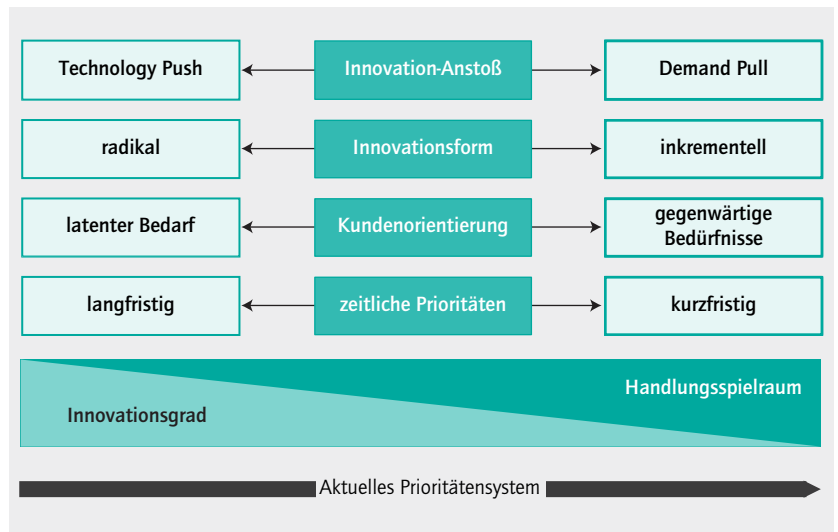 Technology Push
Innovation-Anstoß
Demand Pull
radikal
Innovationsform
inkrementell
latenter Bedarf
Kundenorientierung
gegenwärtige
Bedürfnisse
langfristig
zeitliche Prioritäten
kurzfristig
Handlungsspielraum
Innovationsgrad
Aktuelles Prioritätensystem